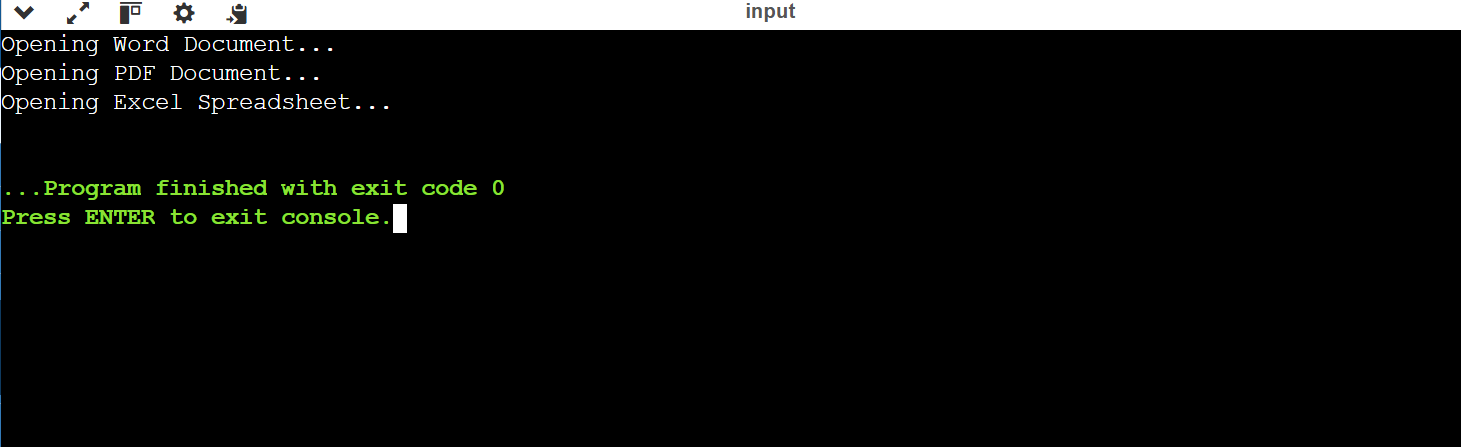 input
Opening Word Document...
Opening PDF Document...
Opening Excel Spreadsheet...
...Program finished with exit code 0
Press ENTER to exit console.